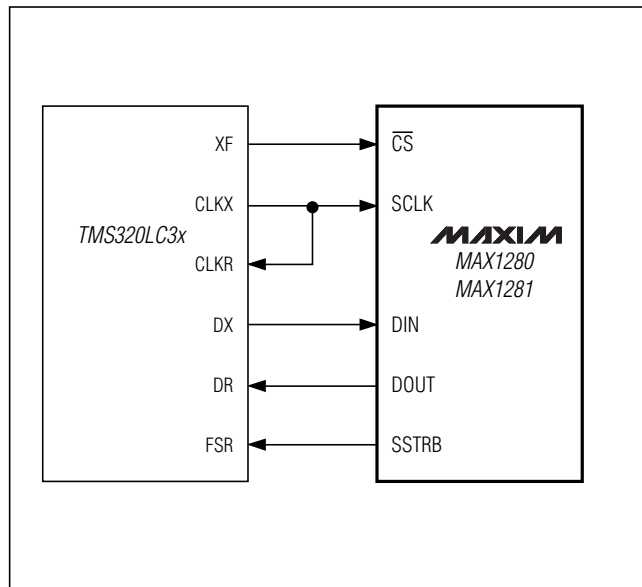 XF
CLKX
TMS320LC3x
CLKR
DX
DR
FSR
CS
SCLK
MAXIM
MAX1280
MAX1281
DIN
DOUT
SSTRB